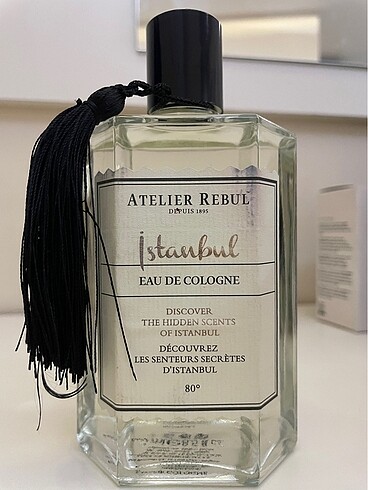 ATELIER REBUL
DEPUIS 1895
istanbul
EAU DE COLOGNE
DISCOVER
THE HIDDEN SCENTS
OF ISTANBUL
DÉCOUVREZ
LES SENTEURS SECRÈTES
D'ISTANBUL
80°